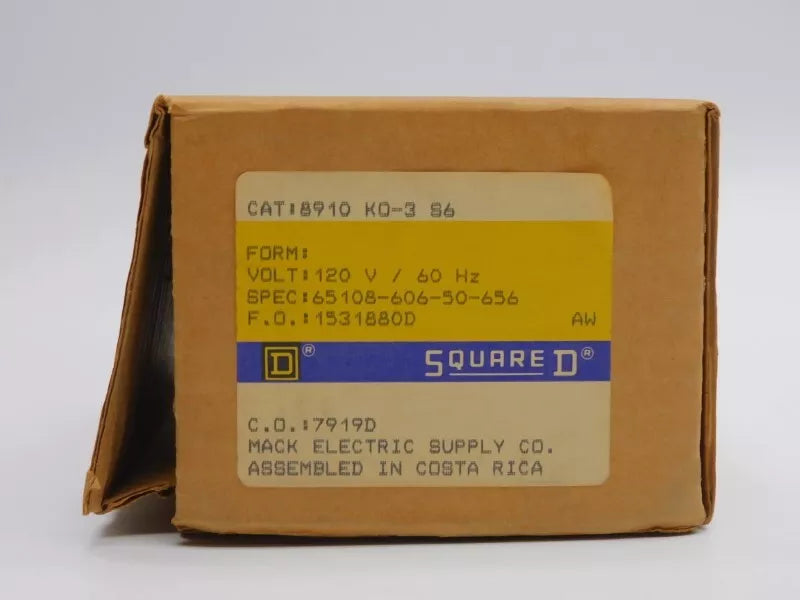 CAT:8910 KO-3 S6
FORM:
VOLT:120 V / 60 Hz
SPEC:65108-606-50-656
F.O.:1531880D AW
D® SQUARE D®
C.O.:7919D
MACK ELECTRIC SUPPLY CO.
ASSEMBLED IN COSTA RICA